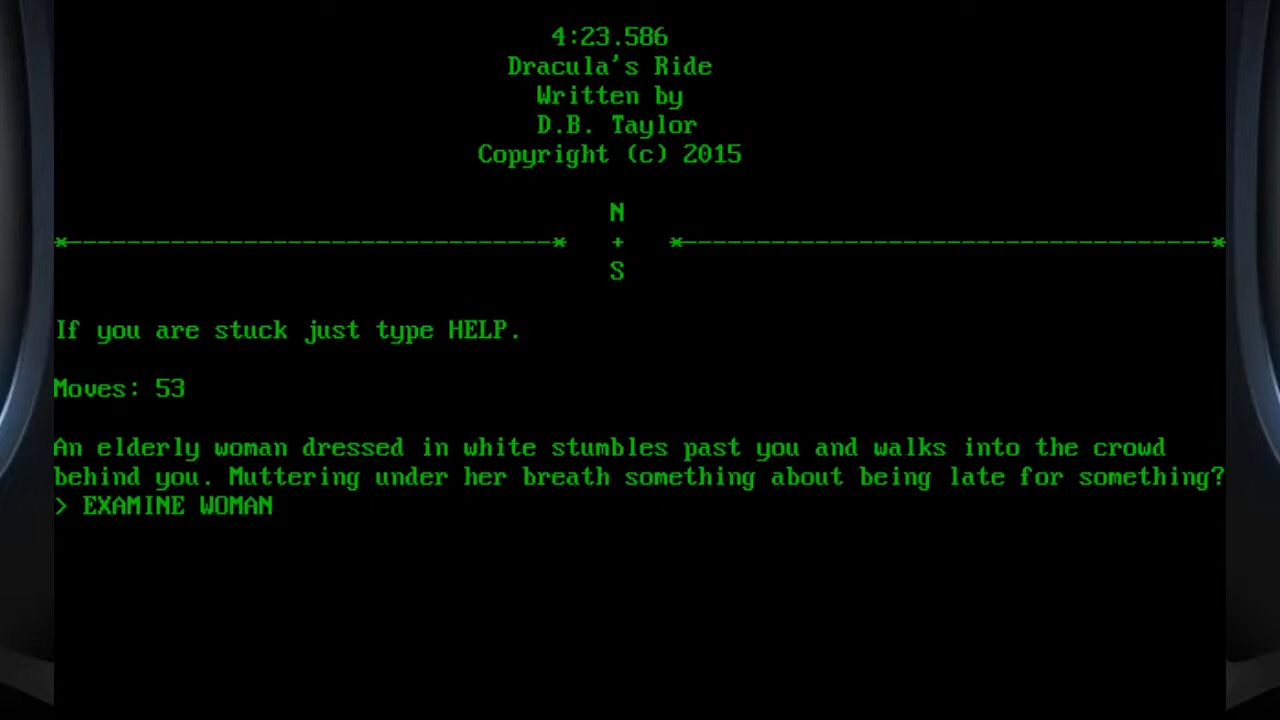 4:23.586
Dracula's Ride
Written by
D.B. Taylor
Copyright (c) 2015
N
*----------------------------------* + *-------------------------------------*
S
If you are stuck just type HELP.
Moves: 53
An elderly woman dressed in white stumbles past you and walks into the crowd
behind you. Muttering under her breath something about being late for something?
> EXAMINE WOMAN